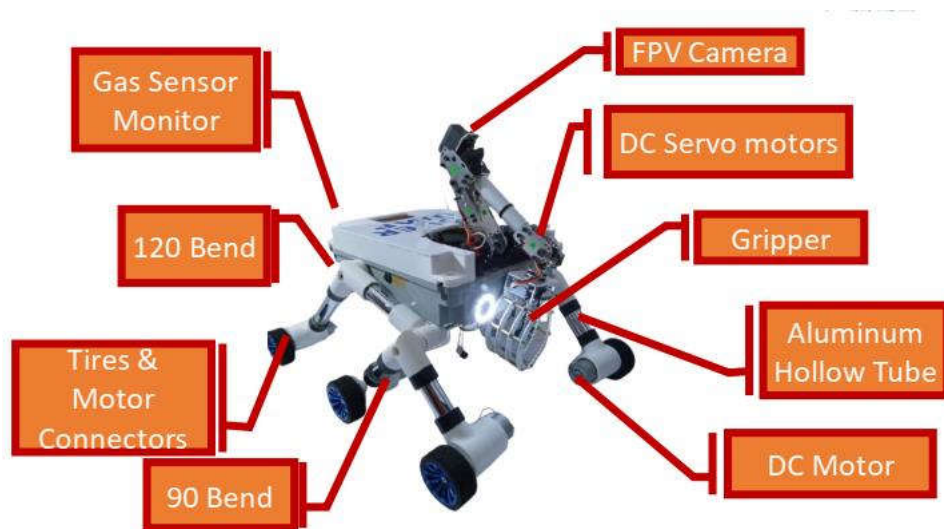 FPV Camera
Gas Sensor
Monitor
DC Servo motors
120 Bend
Gripper
Tires &
Motor
Connectors
Aluminum
Hollow Tube
90 Bend
DC Motor